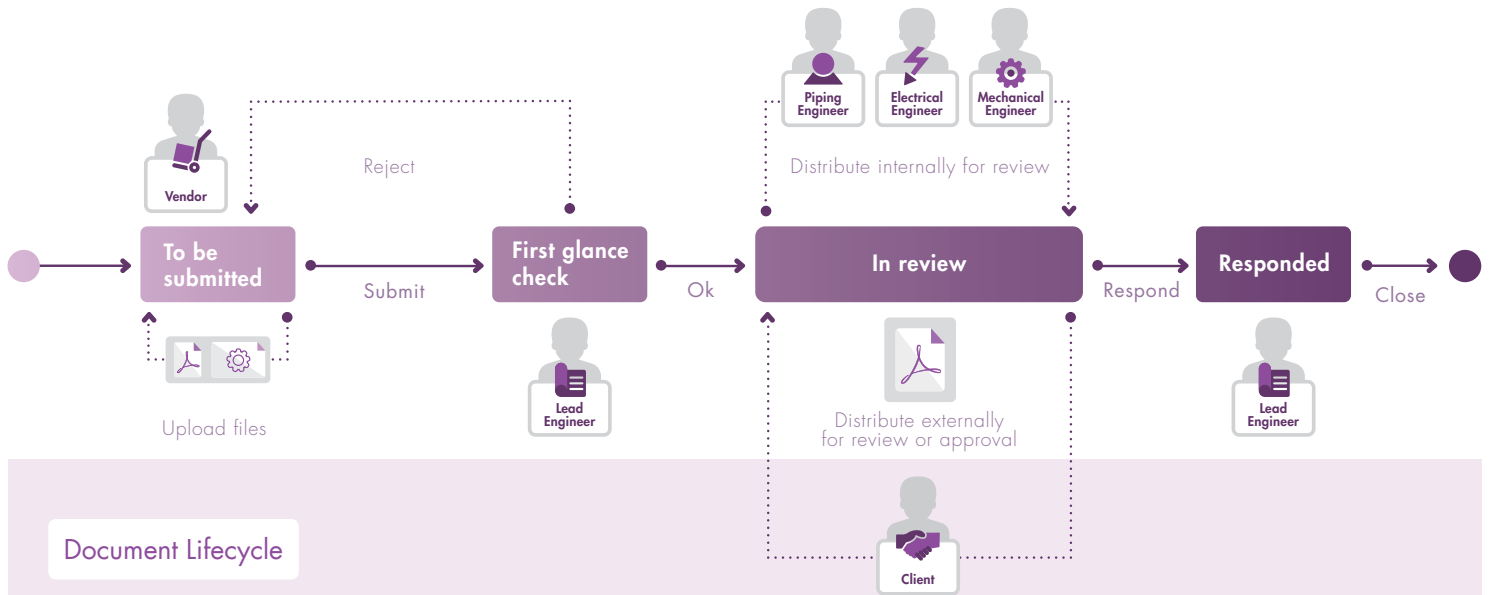 Piping
Engineer
Electrical
Engineer
Mechanical
Engineer
Vendor
Reject
Distribute internally for review
To be
submitted
Submit
First glance
check
Ok
In review
Respond
Responded
Close
Upload files
Lead
Engineer
Distribute externally
for review or approval
Lead
Engineer
Document Lifecycle
Client